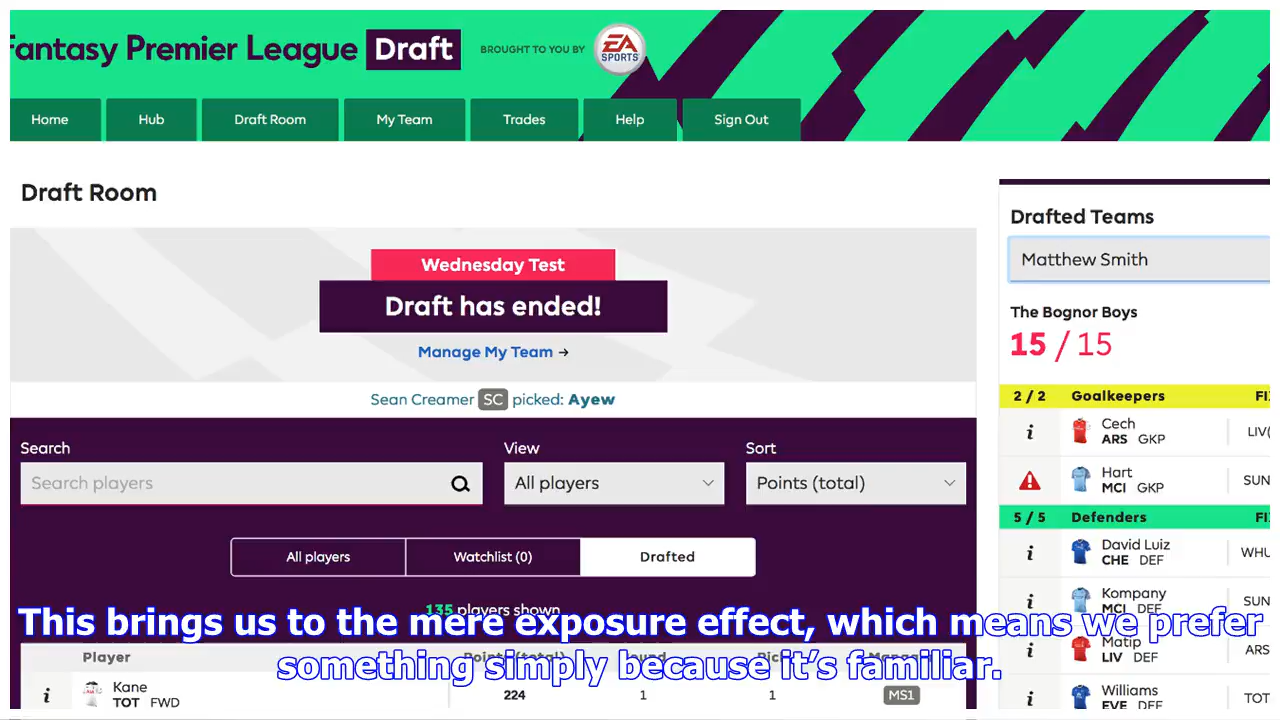 Fantasy Premier League Draft BROUGHT TO YOU BY EA SPORTS
Home Hub Draft Room My Team Trades Help Sign Out
Draft Room
Wednesday Test
Draft has ended!
Manage My Team →
Sean Creamer SC picked: Ayew
Search View Sort
Search players All players Points (total)
All players Watchlist (0) Drafted
135 players shown
Player Points (total) Round Pick
i Kane 224 1 1 MS1
TOT FWD
Drafted Teams
Matthew Smith
The Bognor Boys
15 / 15
2 / 2 Goalkeepers
i Cech
ARS GKP
Hart SUN
MCI GKP
5 / 5 Defenders
i David Luiz
CHE DEF
i Kompany SUN
MCI DEF
i Matip ARS
LIV DEF
i Williams TOT
EVE DEF
This brings us to the mere exposure effect, which means we prefer
something simply because it's familiar.